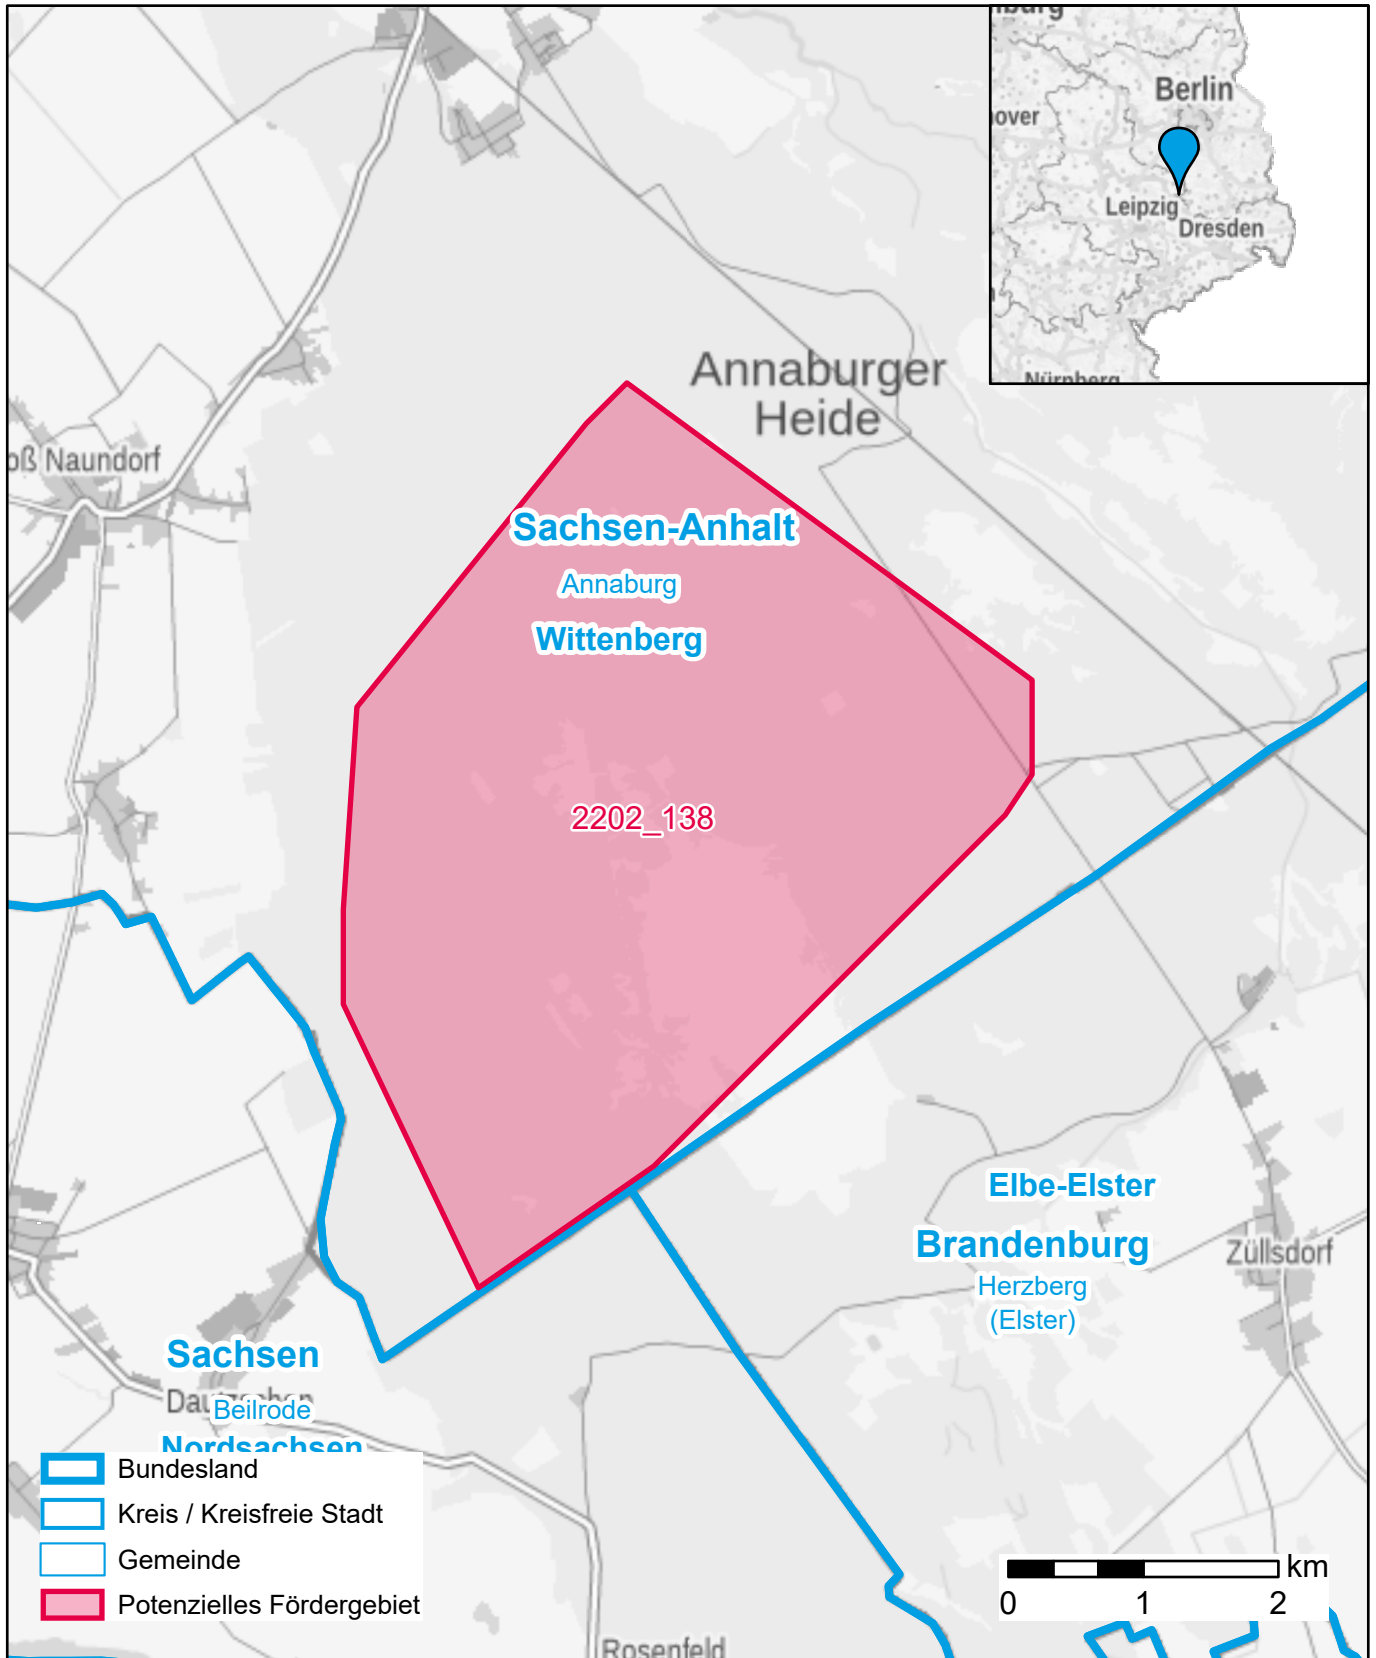 Berlin
over
Leipzig
Dresden
Nürnberg
Annaburger
Heide
oß Naundorf
Sachsen-Anhalt
Annaburg
Wittenberg
2202_138
Elbe-Elster
Brandenburg
Herzberg
(Elster)
Züllsdorf
Sachsen
Beilrode
Nordsachsen
Bundesland
Kreis / Kreisfreie Stadt
Gemeinde
Potenzielles Fördergebiet
km
0 1 2
Rosenfeld